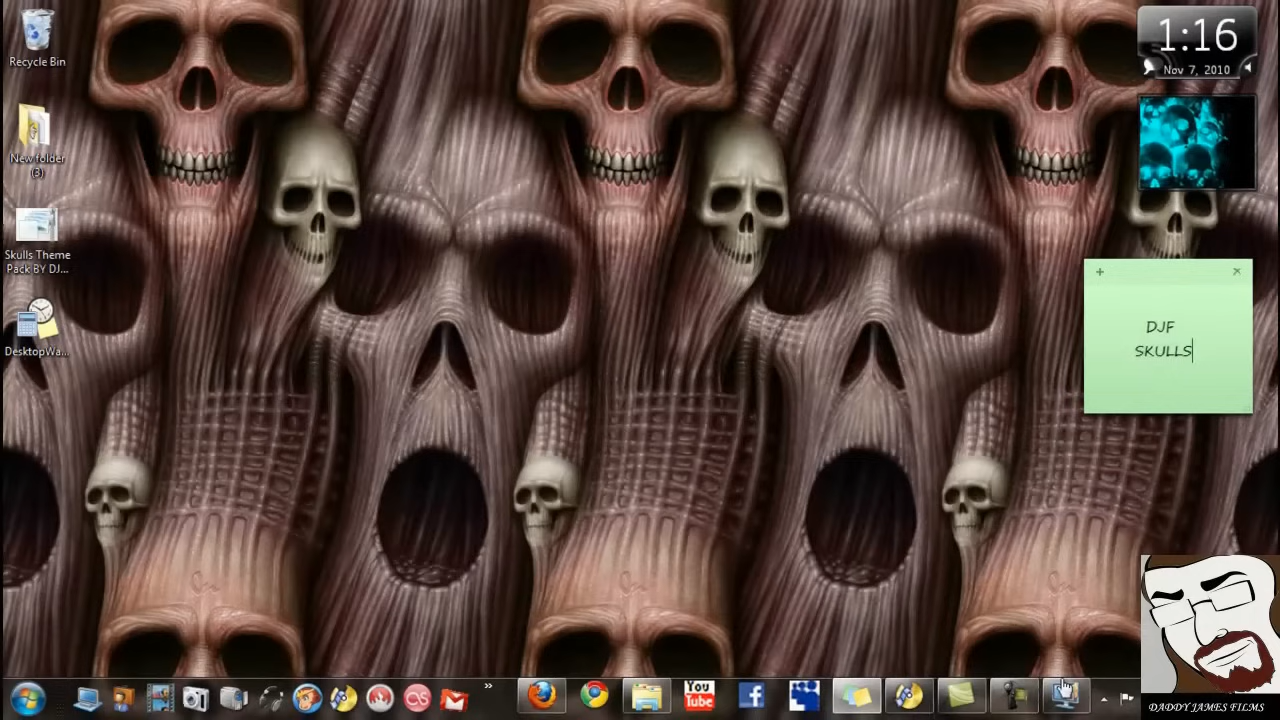 Recycle Bin
New folder
(3)
Skulls Theme
Pack BY DJ...
DesktopWa...
1:16
Nov 7, 2010
DJF
SKULLS
You
Tube
DADDY JAMES FILMS